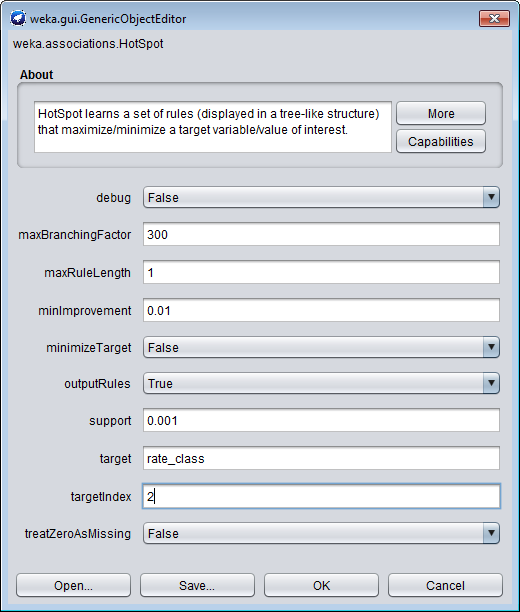 weka.gui.GenericObjectEditor
weka.associations.HotSpot
About
HotSpot learns a set of rules (displayed in a tree-like structure)
that maximize/minimize a target variable/value of interest.
More
Capabilities
debug False
maxBranchingFactor 300
maxRuleLength 1
minImprovement 0.01
minimizeTarget False
outputRules True
support 0.001
target rate_class
targetIndex 2
treatZeroAsMissing False
Open... Save... OK Cancel